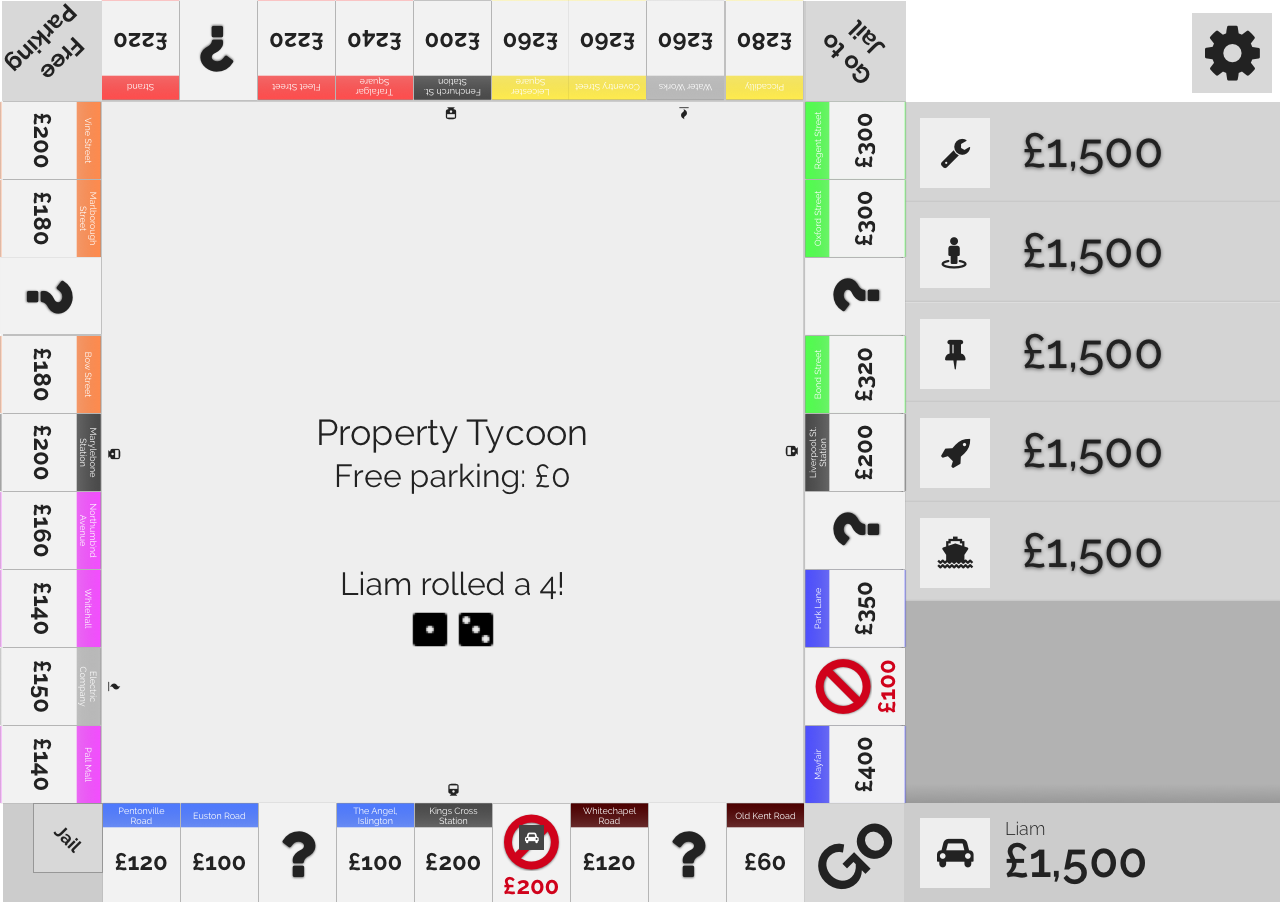 Free
Parking
£220
Strand
?
£220
Fleet Street
£240
Trafalgar
Square
£200
Fenchurch St.
Station
£260
Leicester
Square
£260
Coventry Street
£260
Water Works
£280
Piccadilly
Go to
Jail
£200
Vine Street
£180
Marlborough
Street
?
£180
Bow Street
£200
Marylebone
Station
£160
Northumbnd
Avenue
£140
Whitehall
£150
Electric
Company
£140
Pall Mall
Property Tycoon
Free parking: £0
Liam rolled a 4!
Regent Street
£300
Oxford Street
£300
?
Bond Street
£320
Liverpool St.
Station
£200
?
Park Lane
£350
£100
Mayfair
£400
Jail
Pentonville
Road
£120
Euston Road
£100
?
The Angel,
Islington
£100
Kings Cross
Station
£200
£200
Whitechapel
Road
£120
?
Old Kent Road
£60
Go
£1,500
£1,500
£1,500
£1,500
£1,500
Liam
£1,500